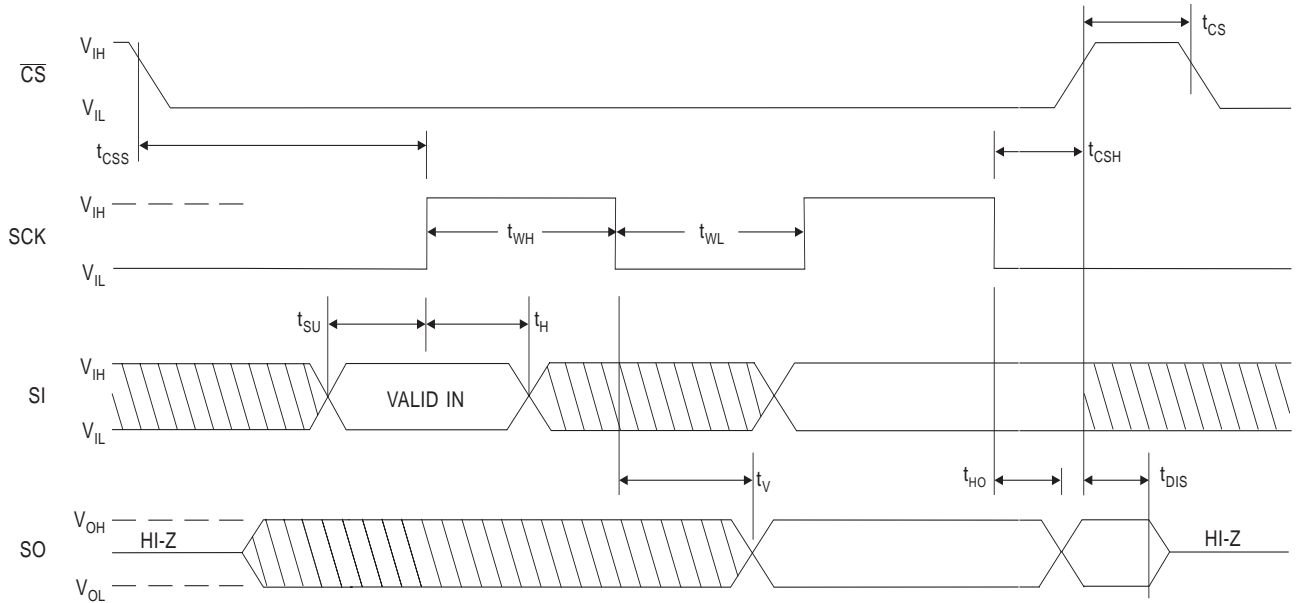 t_CS
V_IH
C̅S̅
V_IL
t_CSS
t_CSH
V_IH
SCK
t_WH
t_WL
V_IL
t_SU
t_H
V_IH
SI
VALID IN
V_IL
t_V
t_HO
t_DIS
V_OH
SO
HI-Z
HI-Z
V_OL